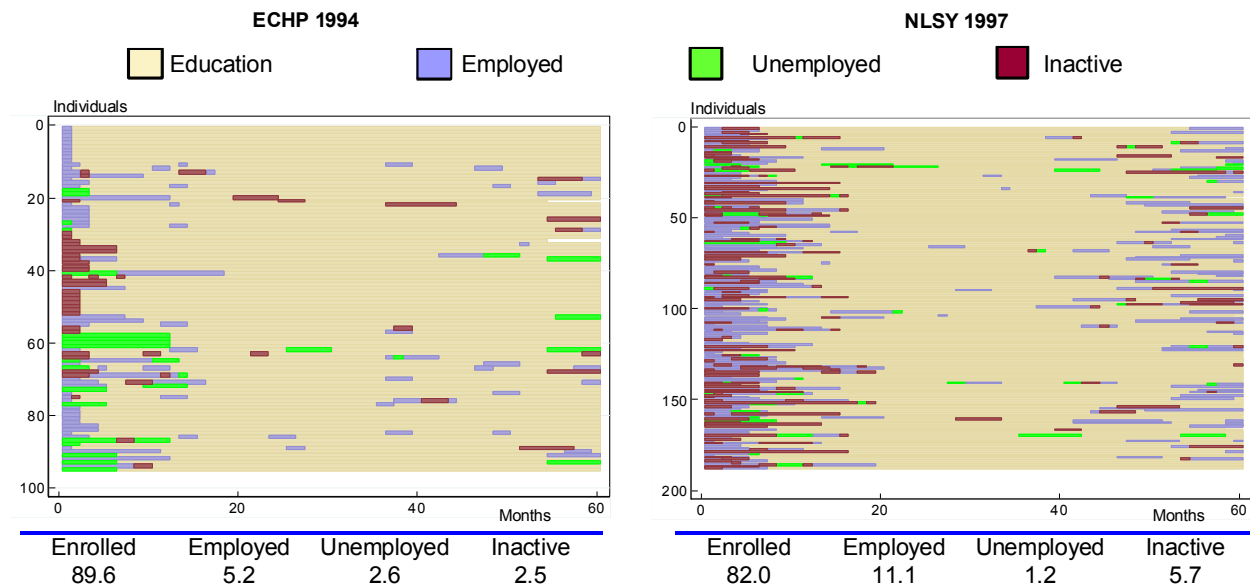 ECHP 1994
NLSY 1997
Education
Employed
Unemployed
Inactive
Individuals
0
20
40
60
80
100
0
20
40
60
Months
Individuals
0
50
100
150
200
0
20
40
60
Months
Enrolled Employed Unemployed Inactive
89.6 5.2 2.6 2.5
Enrolled Employed Unemployed Inactive
82.0 11.1 1.2 5.7